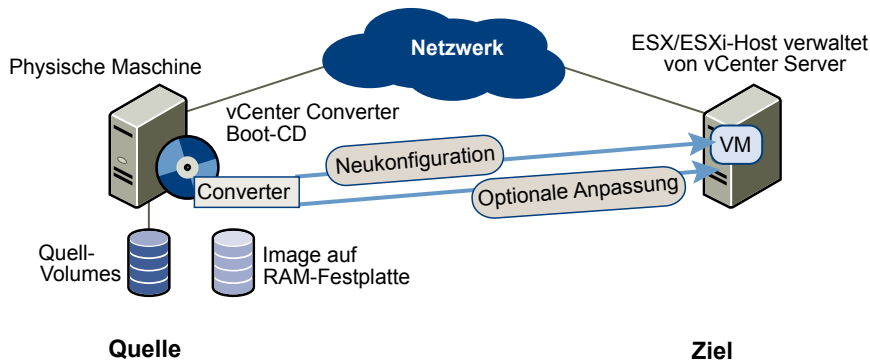 Netzwerk
Physische Maschine
ESX/ESXi-Host verwaltet
von vCenter Server
vCenter Converter
Boot-CD
Neukonfiguration
VM
Converter
Optionale Anpassung
Quell-
Volumes
Image auf
RAM-Festplatte
Quelle
Ziel